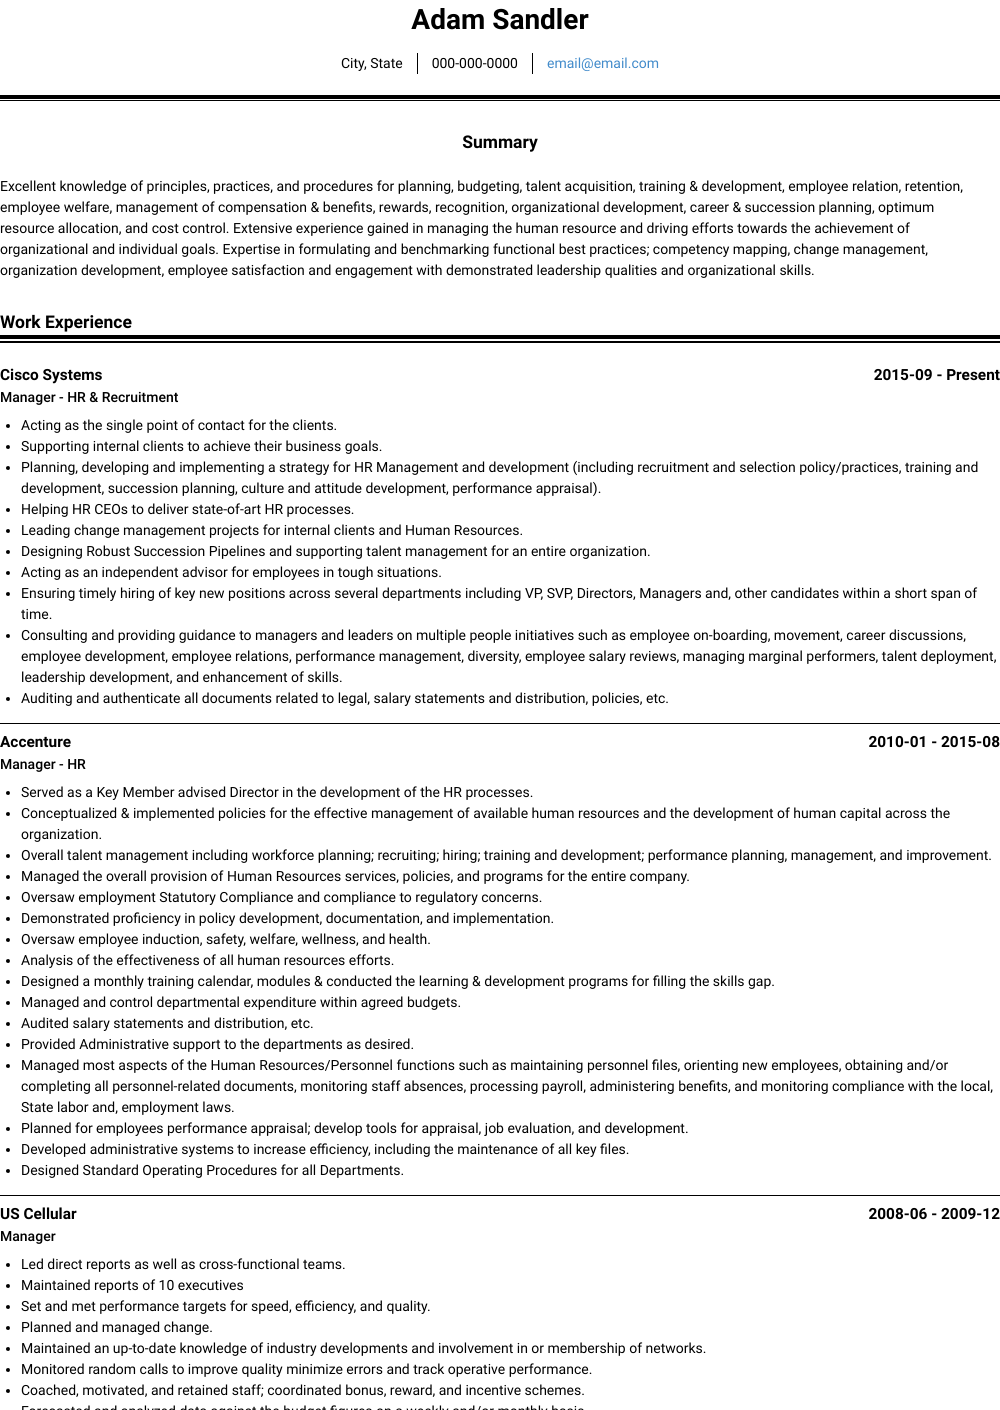 Adam Sandler
City, State
000-000-0000
email@email.com
Summary
Excellent knowledge of principles, practices, and procedures for planning, budgeting, talent acquisition, training & development, employee relation, retention,
employee welfare, management of compensation & benefits, rewards, recognition, organizational development, career & succession planning, optimum
resource allocation, and cost control. Extensive experience gained in managing the human resource and driving efforts towards the achievement of
organizational and individual goals. Expertise in formulating and benchmarking functional best practices; competency mapping, change management,
organization development, employee satisfaction and engagement with demonstrated leadership qualities and organizational skills.
Work Experience
Cisco Systems 2015-09 - Present
Manager - HR & Recruitment
• Acting as the single point of contact for the clients.
• Supporting internal clients to achieve their business goals.
• Planning, developing and implementing a strategy for HR Management and development (including recruitment and selection policy/practices, training and
development, succession planning, culture and attitude development, performance appraisal).
• Helping HR CEOs to deliver state-of-art HR processes.
• Leading change management projects for internal clients and Human Resources.
• Designing Robust Succession Pipelines and supporting talent management for an entire organization.
• Acting as an independent advisor for employees in tough situations.
• Ensuring timely hiring of key new positions across several departments including VP, SVP, Directors, Managers and, other candidates within a short span of
time.
• Consulting and providing guidance to managers and leaders on multiple people initiatives such as employee on-boarding, movement, career discussions,
employee development, employee relations, performance management, diversity, employee salary reviews, managing marginal performers, talent deployment,
leadership development, and enhancement of skills.
• Auditing and authenticate all documents related to legal, salary statements and distribution, policies, etc.
Accenture 2010-01 - 2015-08
Manager - HR
• Served as a Key Member advised Director in the development of the HR processes.
• Conceptualized & implemented policies for the effective management of available human resources and the development of human capital across the
organization.
• Overall talent management including workforce planning; recruiting; hiring; training and development; performance planning, management, and improvement.
• Managed the overall provision of Human Resources services, policies, and programs for the entire company.
• Oversaw employment Statutory Compliance and compliance to regulatory concerns.
• Demonstrated proficiency in policy development, documentation, and implementation.
• Oversaw employee induction, safety, welfare, wellness, and health.
• Analysis of the effectiveness of all human resources efforts.
• Designed a monthly training calendar, modules & conducted the learning & development programs for filling the skills gap.
• Managed and control departmental expenditure within agreed budgets.
• Audited salary statements and distribution, etc.
• Provided Administrative support to the departments as desired.
• Managed most aspects of the Human Resources/Personnel functions such as maintaining personnel files, orienting new employees, obtaining and/or
completing all personnel-related documents, monitoring staff absences, processing payroll, administering benefits, and monitoring compliance with the local,
State labor and, employment laws.
• Planned for employees performance appraisal; develop tools for appraisal, job evaluation, and development.
• Developed administrative systems to increase efficiency, including the maintenance of all key files.
• Designed Standard Operating Procedures for all Departments.
US Cellular 2008-06 - 2009-12
Manager
• Led direct reports as well as cross-functional teams.
• Maintained reports of 10 executives
• Set and met performance targets for speed, efficiency, and quality.
• Planned and managed change.
• Maintained an up-to-date knowledge of industry developments and involvement in or membership of networks.
• Monitored random calls to improve quality minimize errors and track operative performance.
• Coached, motivated, and retained staff; coordinated bonus, reward, and incentive schemes.
• Forecasted and analyzed data against the budget figures on a weekly and/or monthly basis.